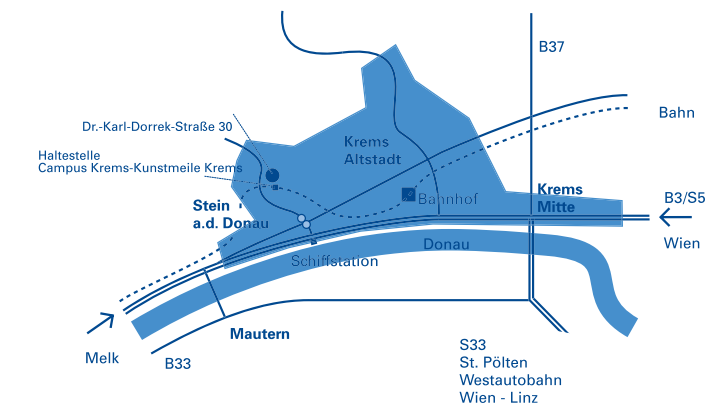 B37
Bahn
Dr.-Karl-Dorrek-Straße 30
Krems
Altstadt
Haltestelle
Campus Krems-Kunstmeile Krems
Bahnhof
Krems
Mitte
B3/S5
Stein
a.d. Donau
Wien
Donau
Schiffstation
Mautern
Melk
B33
S33
St. Pölten
Westautobahn
Wien - Linz